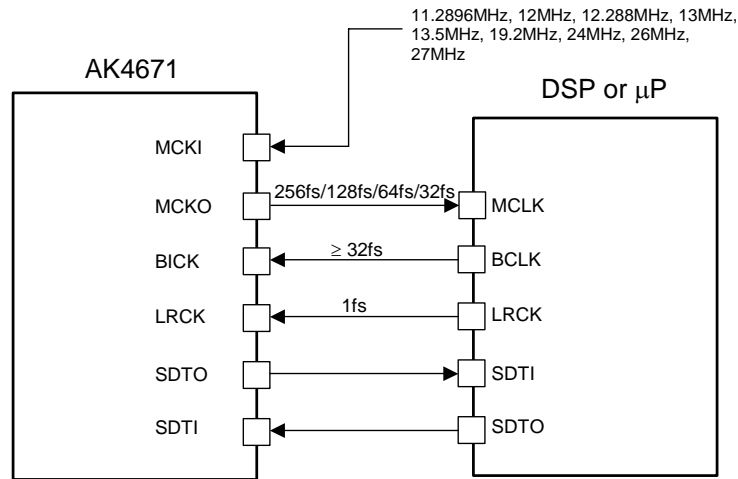 11.2896MHz, 12MHz, 12.288MHz, 13MHz,
13.5MHz, 19.2MHz, 24MHz, 26MHz,
27MHz
AK4671
DSP or μP
MCKI
MCKO
256fs/128fs/64fs/32fs
MCLK
BICK
≥ 32fs
BCLK
LRCK
1fs
LRCK
SDTO
SDTI
SDTI
SDTO